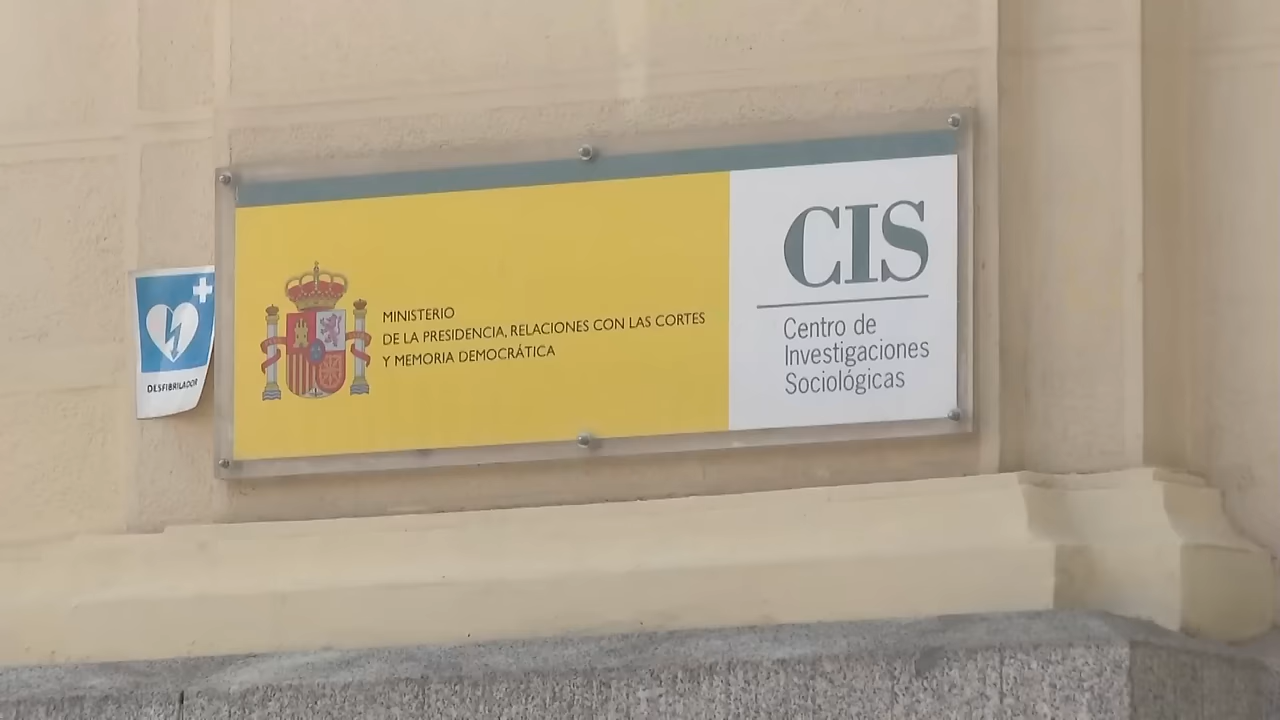 DESFIBRILADOR
MINISTERIO
DE LA PRESIDENCIA, RELACIONES CON LAS CORTES
Y MEMORIA DEMOCRÁTICA
CIS
Centro de
Investigaciones
Sociológicas